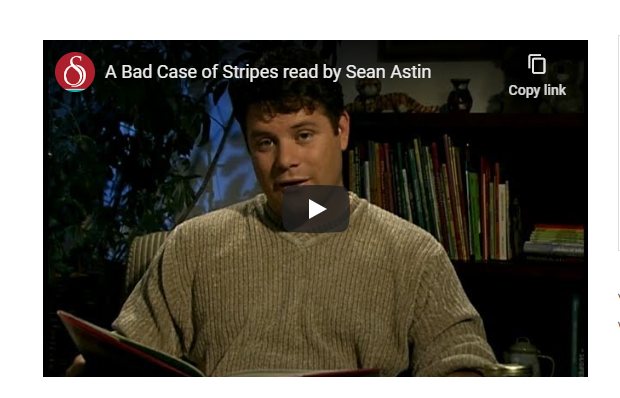 A Bad Case of Stripes read by Sean Astin
Copy link